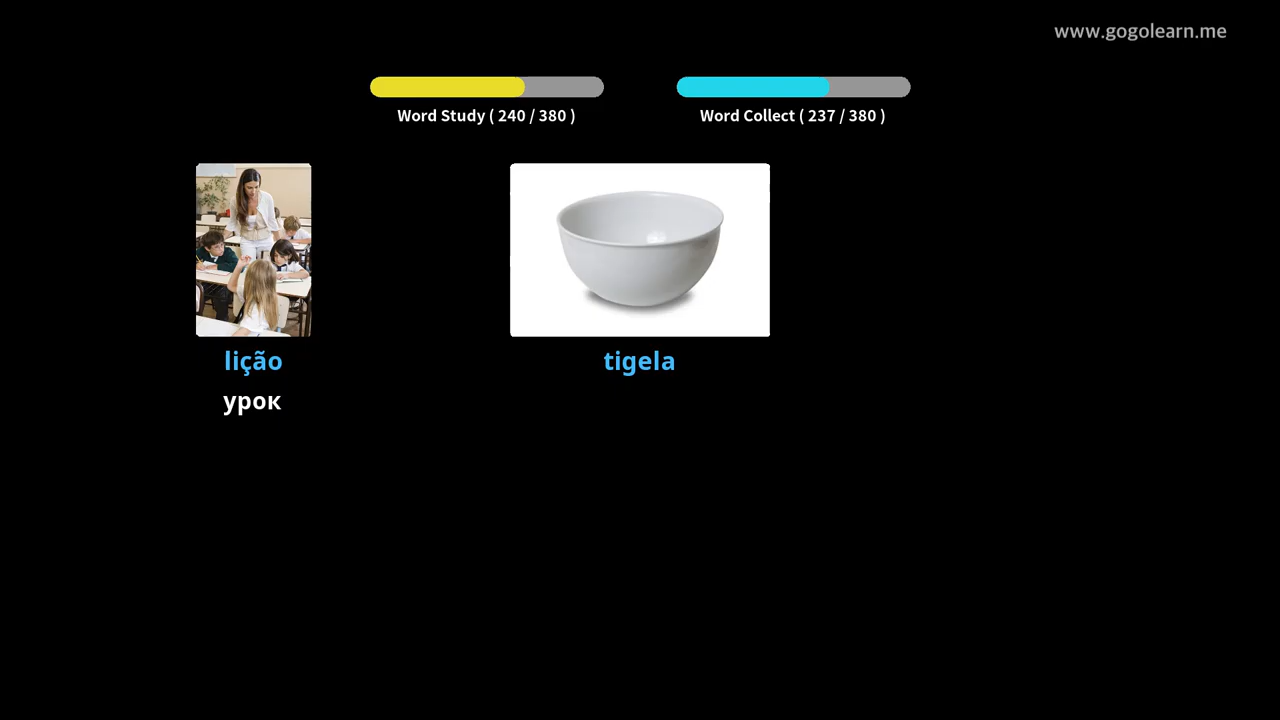 www.gogolearn.me
Word Study ( 240 / 380 )
Word Collect ( 237 / 380 )
lição
урок
tigela